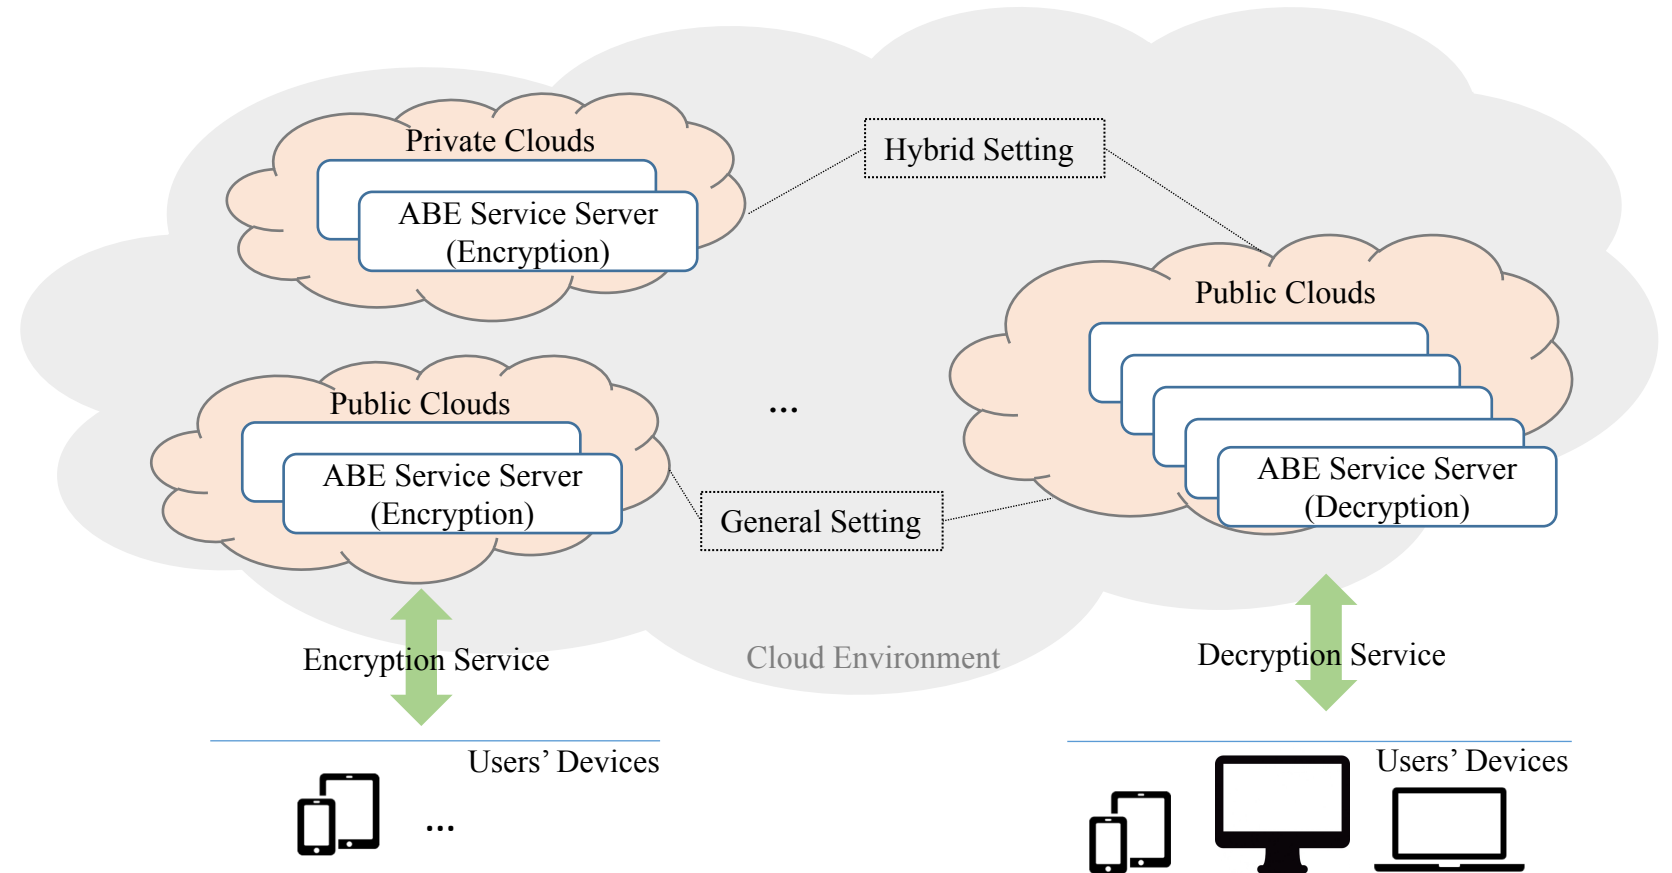 Private Clouds
ABE Service Server
(Encryption)
Hybrid Setting
Public Clouds
ABE Service Server
(Encryption)
...
General Setting
Public Clouds
ABE Service Server
(Decryption)
Encryption Service
Cloud Environment
Decryption Service
Users’ Devices
...
Users’ Devices